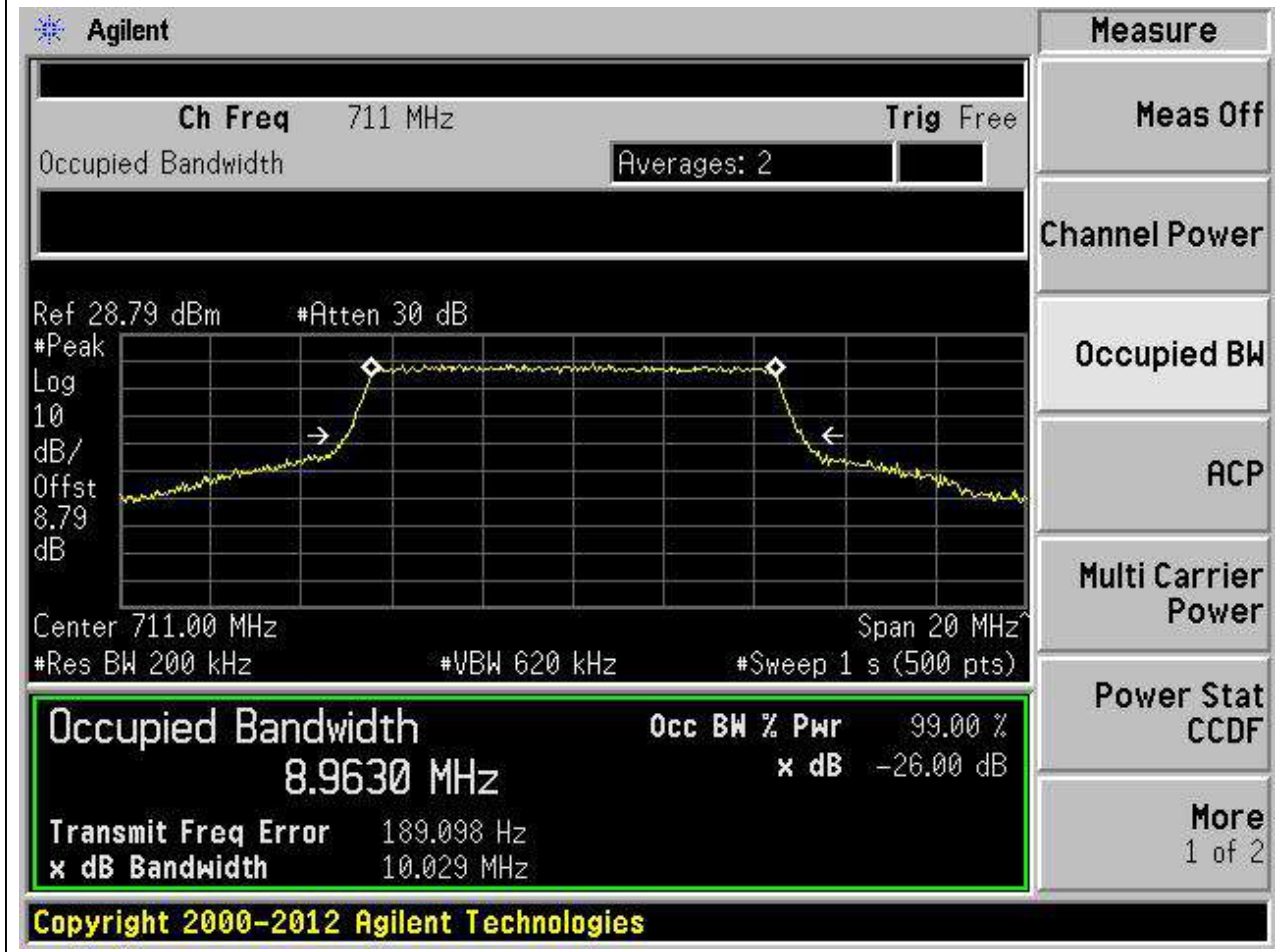 Agilent
Measure
Ch Freq 711 MHz Trig Free
Meas Off
Occupied Bandwidth Averages: 2
Channel Power
Ref 28.79 dBm #Atten 30 dB
#Peak
Log
10
dB/
Offst
8.79
dB
Occupied BW
ACP
Center 711.00 MHz Span 20 MHz^
#Res BW 200 kHz #VBW 620 kHz #Sweep 1 s (500 pts)
Multi Carrier
Power
Occupied Bandwidth Occ BW % Pwr 99.00 %
8.9630 MHz x dB -26.00 dB
Power Stat
CCDF
Transmit Freq Error 189.098 Hz
x dB Bandwidth 10.029 MHz
More
1 of 2
Copyright 2000-2012 Agilent Technologies